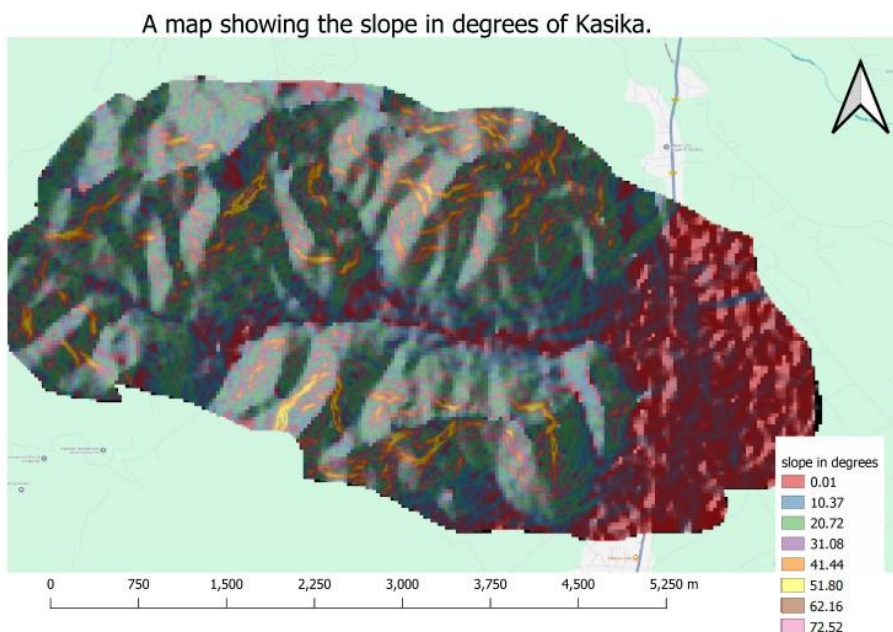 A map showing the slope in degrees of Kasika.
slope in degrees
0.01
10.37
20.72
31.08
41.44
51.80
62.16
72.52
0 750 1,500 2,250 3,000 3,750 4,500 5,250 m